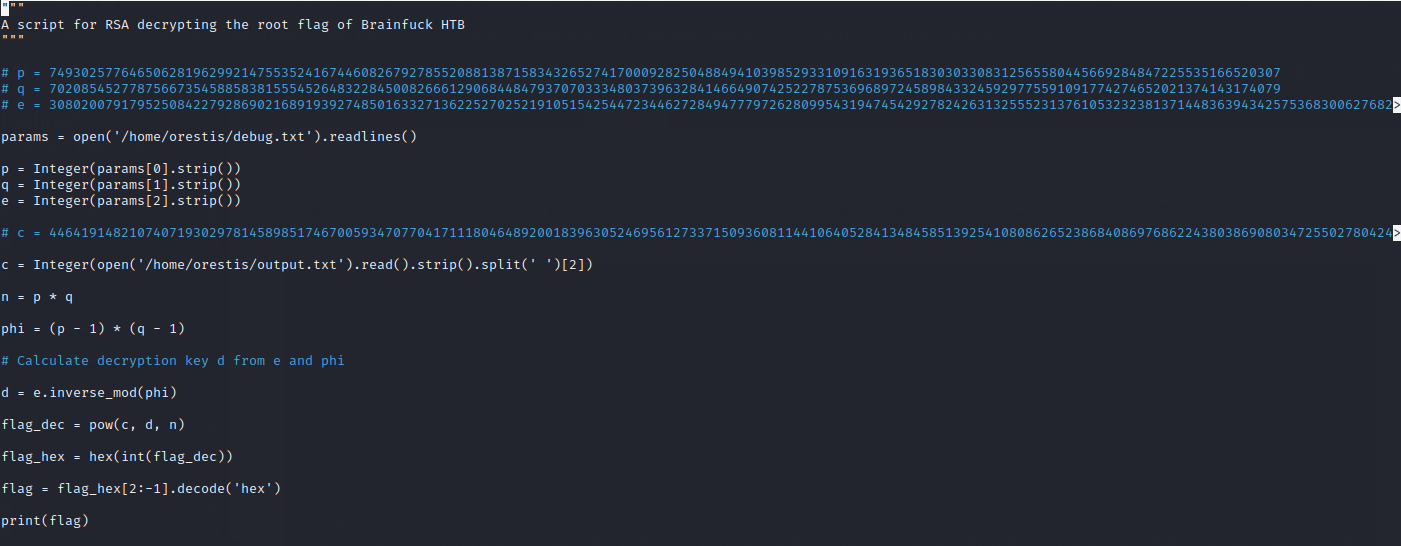 """
A script for RSA decrypting the root flag of Brainfuck HTB
"""
# p = 7493025776465062819629921475535241674460826792785520881387158343265274170009282504884941039852933109163193651830303308312565580445669284847225535166520307
# q = 7020854527787566735458858381555452648322845008266612906844847937070333480373963284146649074252278753696897245898433245929775591091774274652021374143174079
# e = 30802007917952508422792869021689193927485016332713622527025219105154254472344627284947779726280995431947454292782426313255523137610532323813714483639434257536830062768286377920010841850346837238015571464755074669373110411870331706974573498912126641409821855678581804467608824177508976254759319210955977053997>
params = open('/home/orestis/debug.txt').readlines()
p = Integer(params[0].strip())
q = Integer(params[1].strip())
e = Integer(params[2].strip())
# c = 44641914821074071930297814589851746700593470770417111804648920018396305246956127337150936081144106405284134845851392541080862652386840869768622438038690803472550278042463029816028777378141217023336710545449512973950591755053735796799773369044083673911035030605581144977552865771395578778515514288930832915182>
c = Integer(open('/home/orestis/output.txt').read().strip().split(' ')[2])
n = p * q
phi = (p - 1) * (q - 1)
# Calculate decryption key d from e and phi
d = e.inverse_mod(phi)
flag_dec = pow(c, d, n)
flag_hex = hex(int(flag_dec))
flag = flag_hex[2:-1].decode('hex')
print(flag)